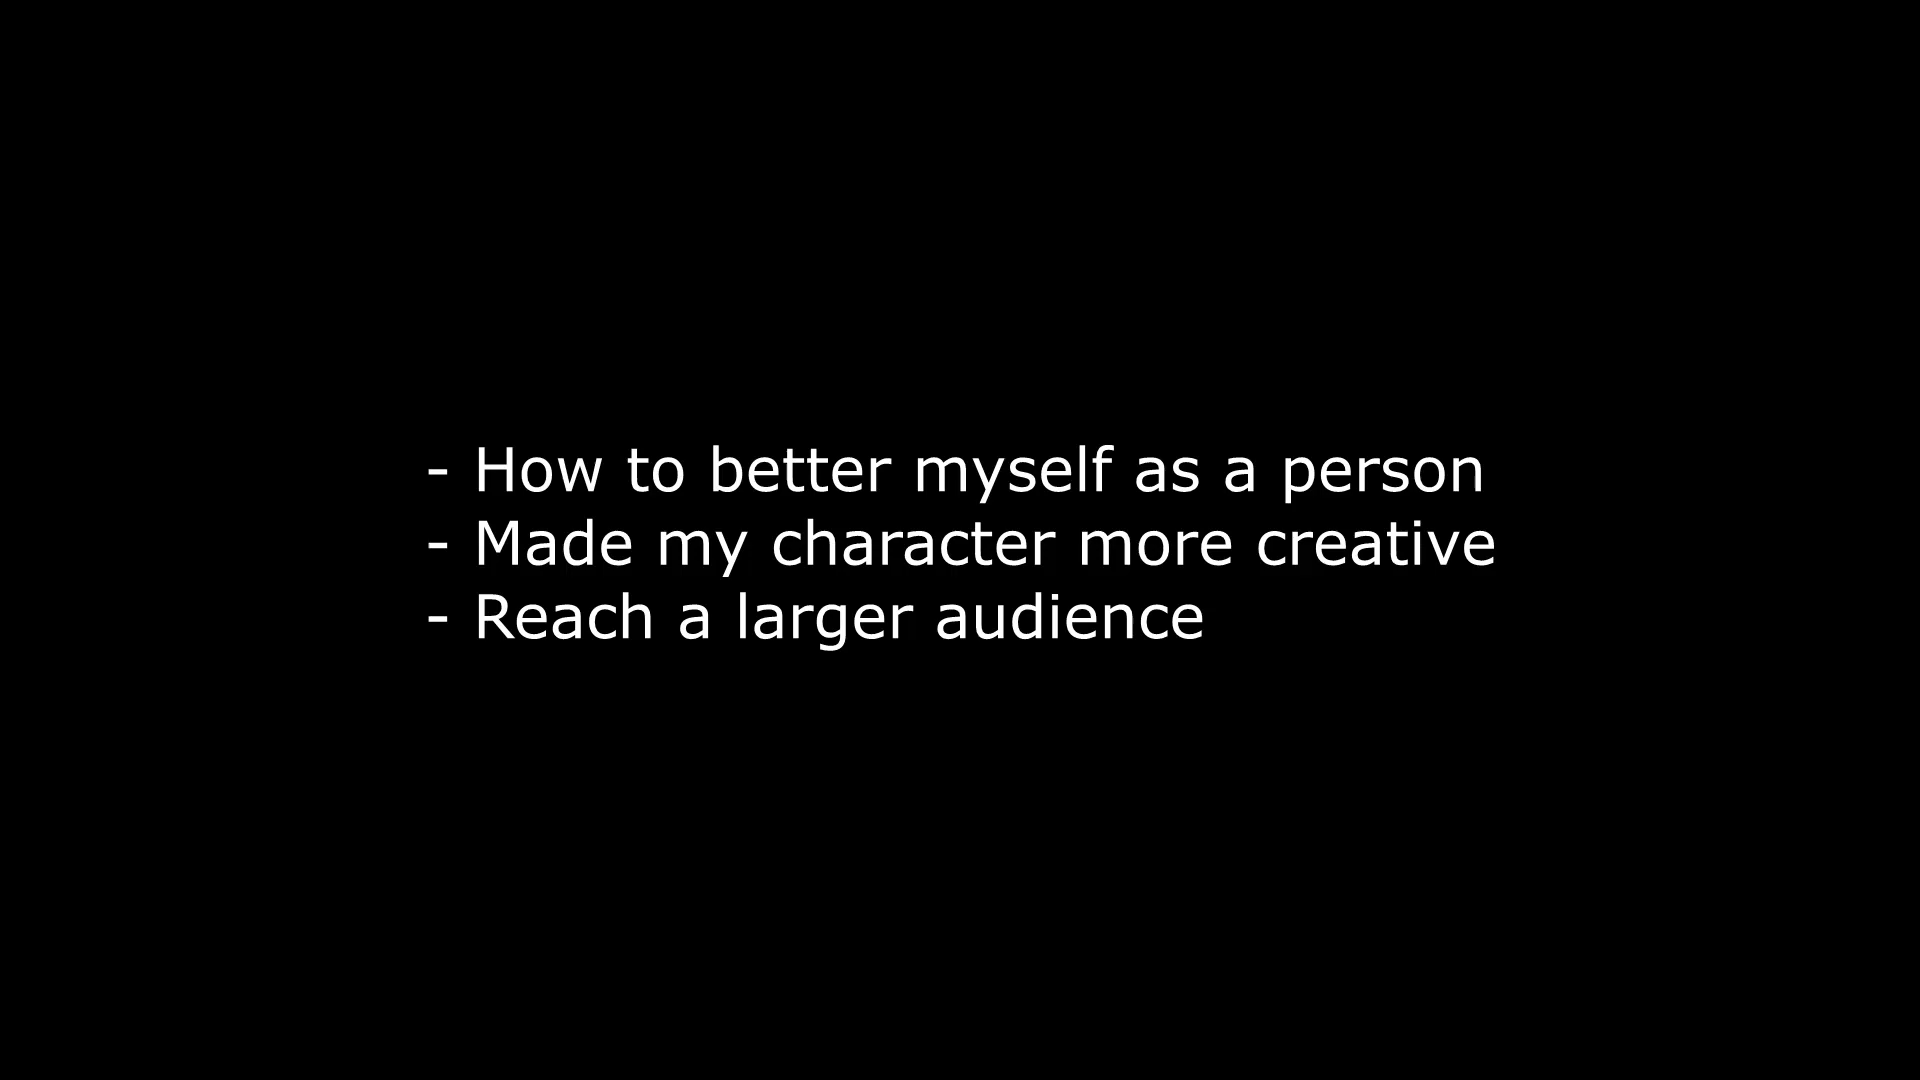 - How to better myself as a person
- Made my character more creative
- Reach a larger audience